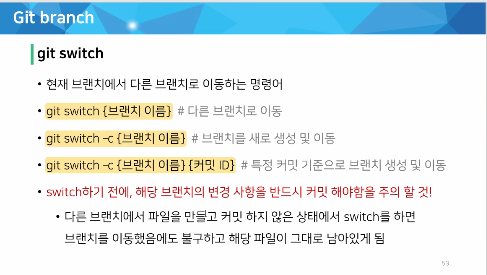 Git branch
git switch
• 현재 브랜치에서 다른 브랜치로 이동하는 명령어
• git switch {브랜치 이름} # 다른 브랜치로 이동
• git switch –c {브랜치 이름} # 브랜치를 새로 생성 및 이동
• git switch –c {브랜치 이름} {커밋 ID} # 특정 커밋 기준으로 브랜치 생성 및 이동
• switch하기 전에, 해당 브랜치의 변경 사항을 반드시 커밋 해야함을 주의 할 것!
• 다른 브랜치에서 파일을 만들고 커밋 하지 않은 상태에서 switch를 하면
브랜치를 이동했음에도 불구하고 해당 파일이 그대로 남아있게 됨